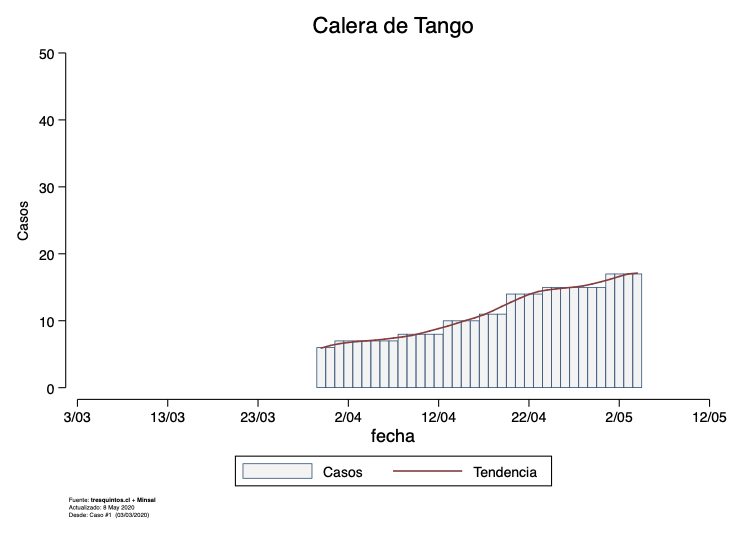 Calera de Tango
50
40
30
20
10
0
Casos
3/03 13/03 23/03 2/04 12/04 22/04 2/05 12/05
fecha
Casos Tendencia
Fuente: tresquintos.cl + Minsal
Actualizado: 8 May 2020
Desde: Caso #1 (03/03/2020)